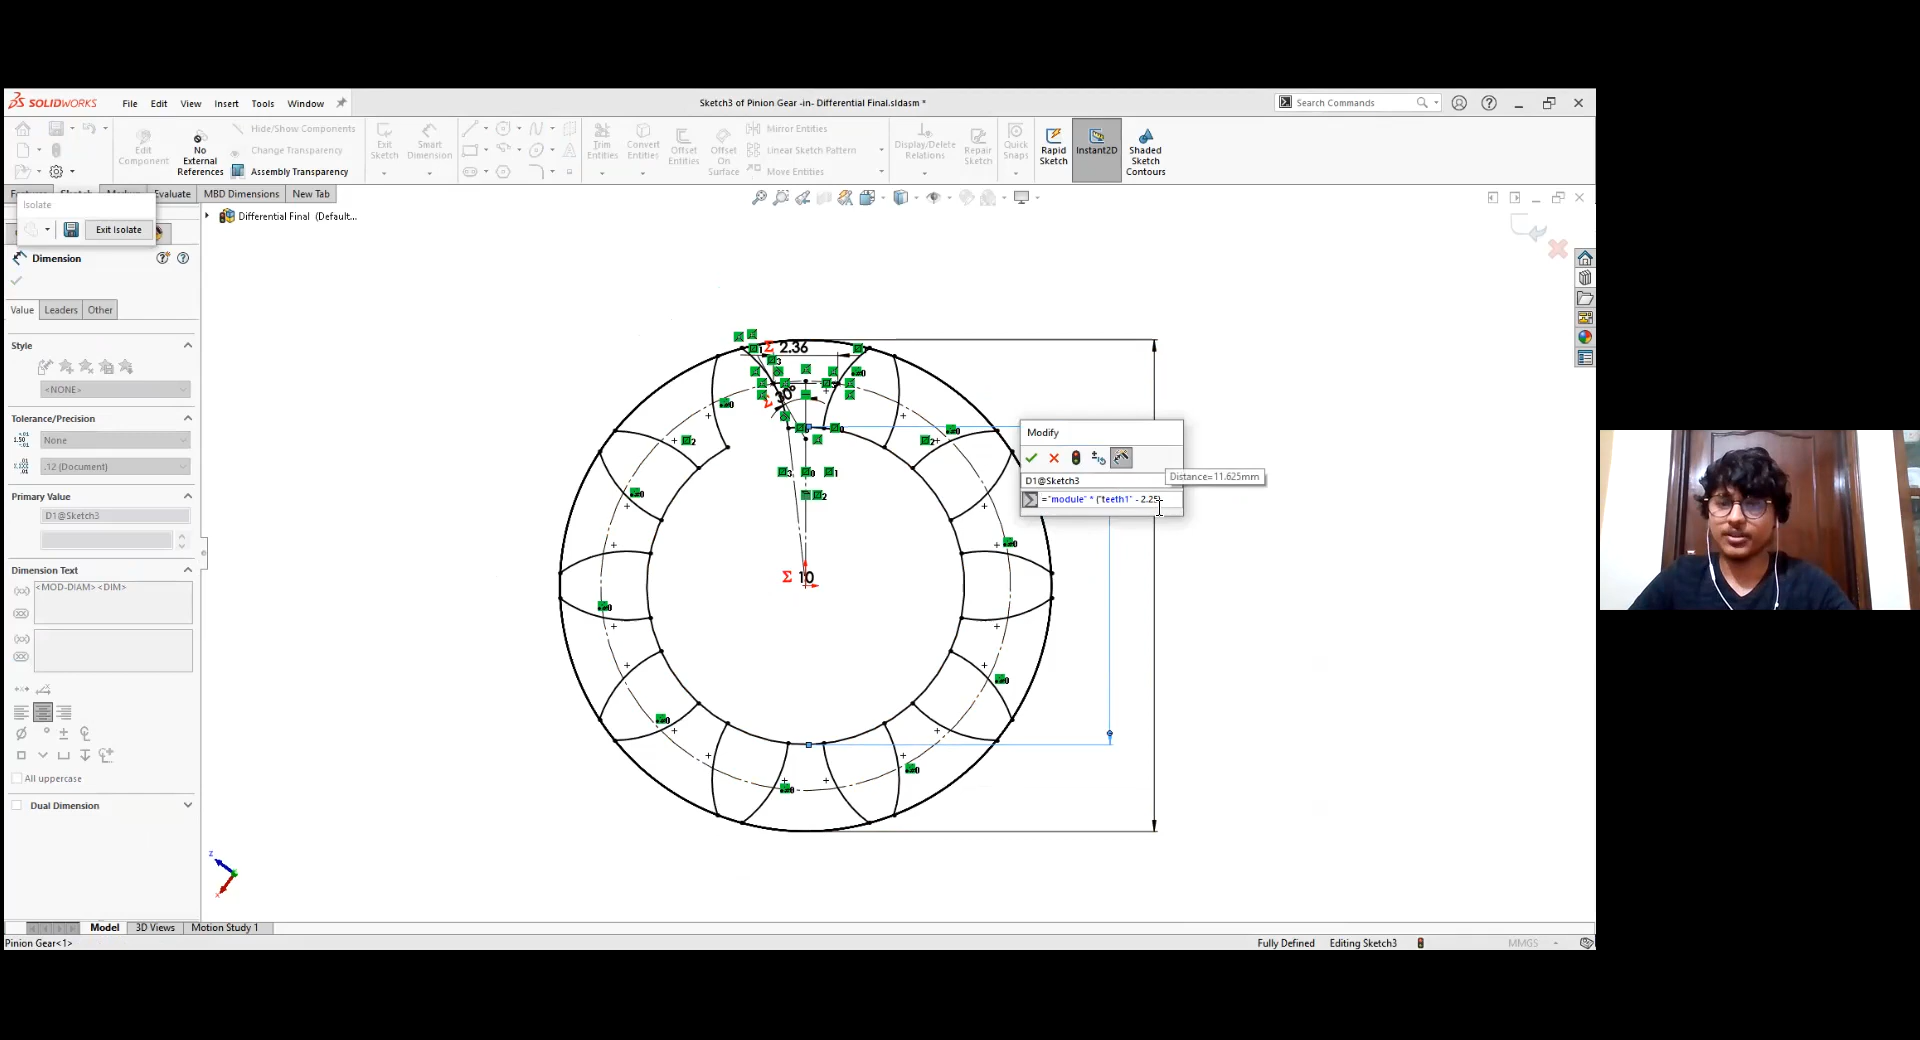 SOLIDWORKS File Edit View Insert Tools Window
Sketch3 of Pinion Gear -in- Differential Final.sldasm *
Search Commands
Edit Component
No External References
Hide/Show Components
Change Transparency
Assembly Transparency
Exit Sketch
Smart Dimension
Trim Entities
Convert Entities
Offset Entities
Offset On Surface
Mirror Entities
Linear Sketch Pattern
Move Entities
Display/Delete Relations
Repair Sketch
Quick Snaps
Rapid Sketch
Instant2D
Shaded Sketch Contours
Evaluate MBD Dimensions New Tab
Isolate
Exit Isolate
Differential Final (Default...
Dimension
Value Leaders Other
Style
<NONE>
Tolerance/Precision
None
.12 (Document)
Primary Value
D1@Sketch3
Dimension Text
<MOD-DIAM> <DIM>
All uppercase
Dual Dimension
Σ 2.36
Σ 30°
Σ 10
Modify
D1@Sketch3
="module" * ("teeth1" - 2.25)
Distance=11.625mm
Model 3D Views Motion Study 1
Pinion Gear<1>
Fully Defined Editing Sketch3 MMGS